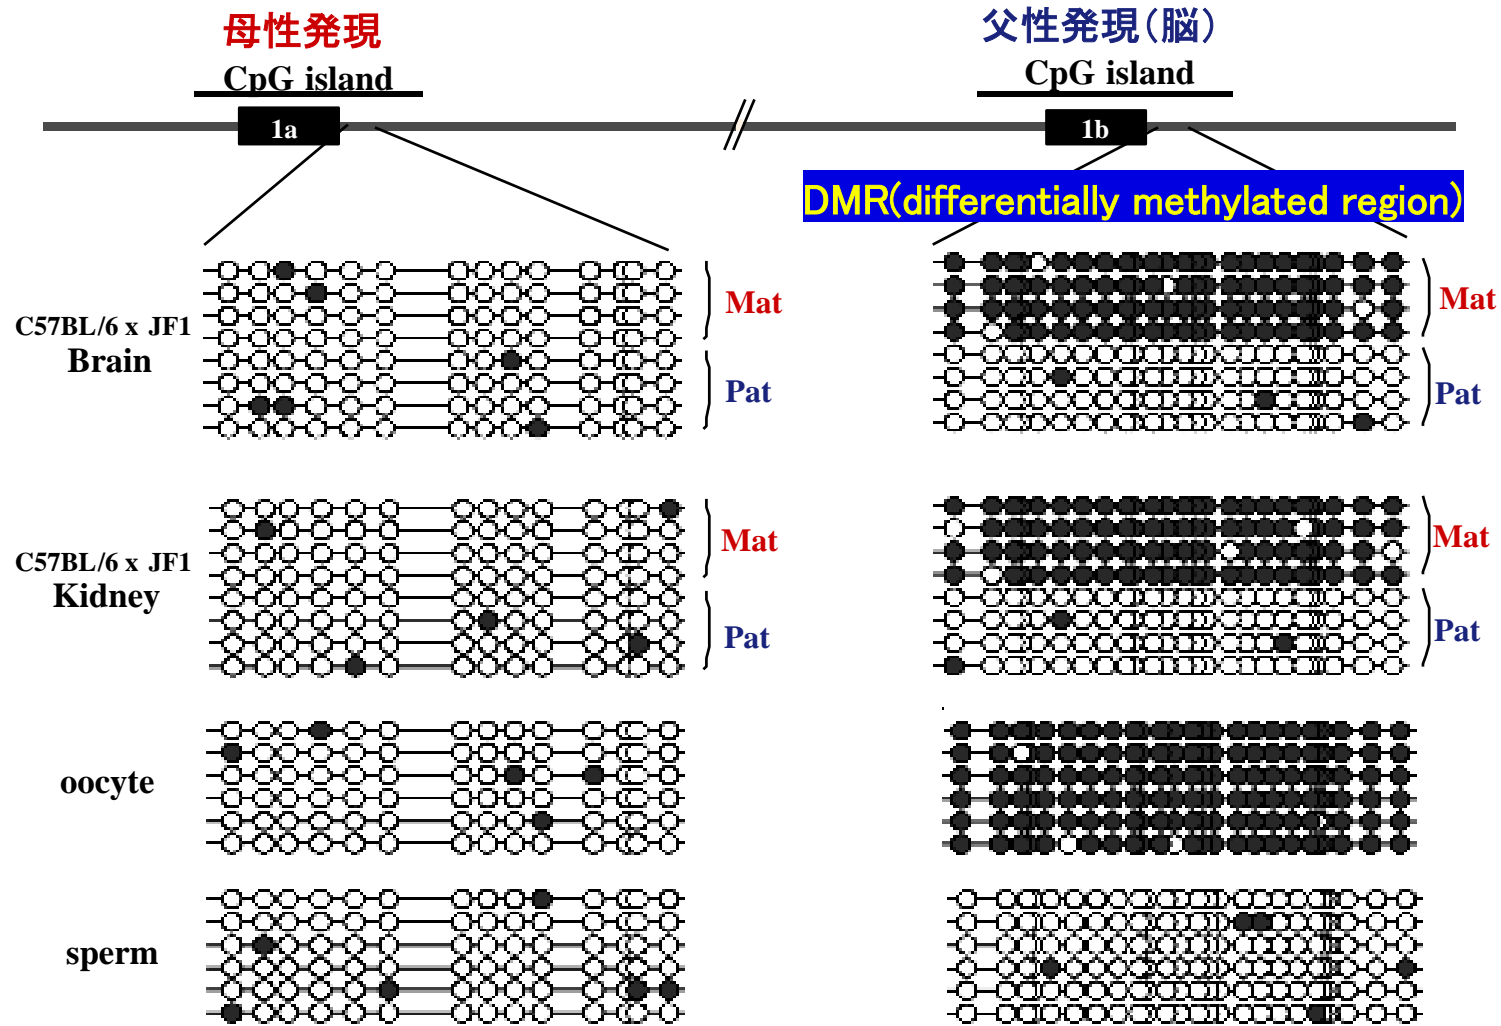 母性発現
CpG island
1a
父性発現(脳)
CpG island
1b
DMR(differentially methylated region)
C57BL/6 x JF1
Brain
Mat
Pat
Mat
Pat
C57BL/6 x JF1
Kidney
Mat
Pat
Mat
Pat
oocyte
sperm